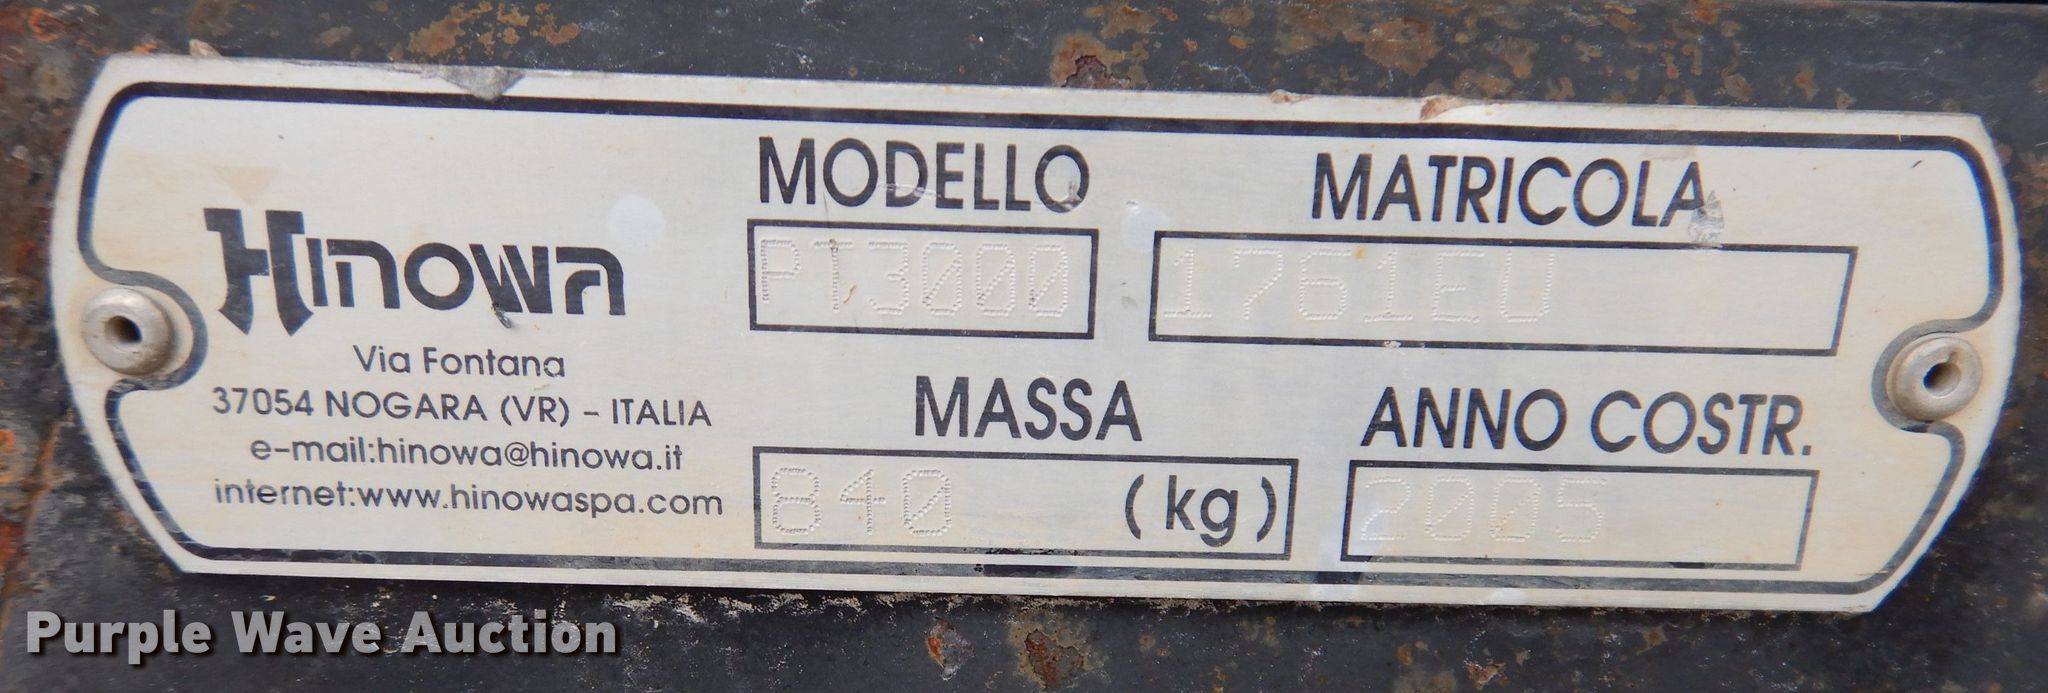 HINOWA
Via Fontana
37054 NOGARA (VR) - ITALIA
e-mail:hinowa@hinowa.it
internet:www.hinowaspa.com
MODELLO
PT3000
MATRICOLA
1761EU
MASSA
840 (kg)
ANNO COSTR.
2005
Purple Wave Auction